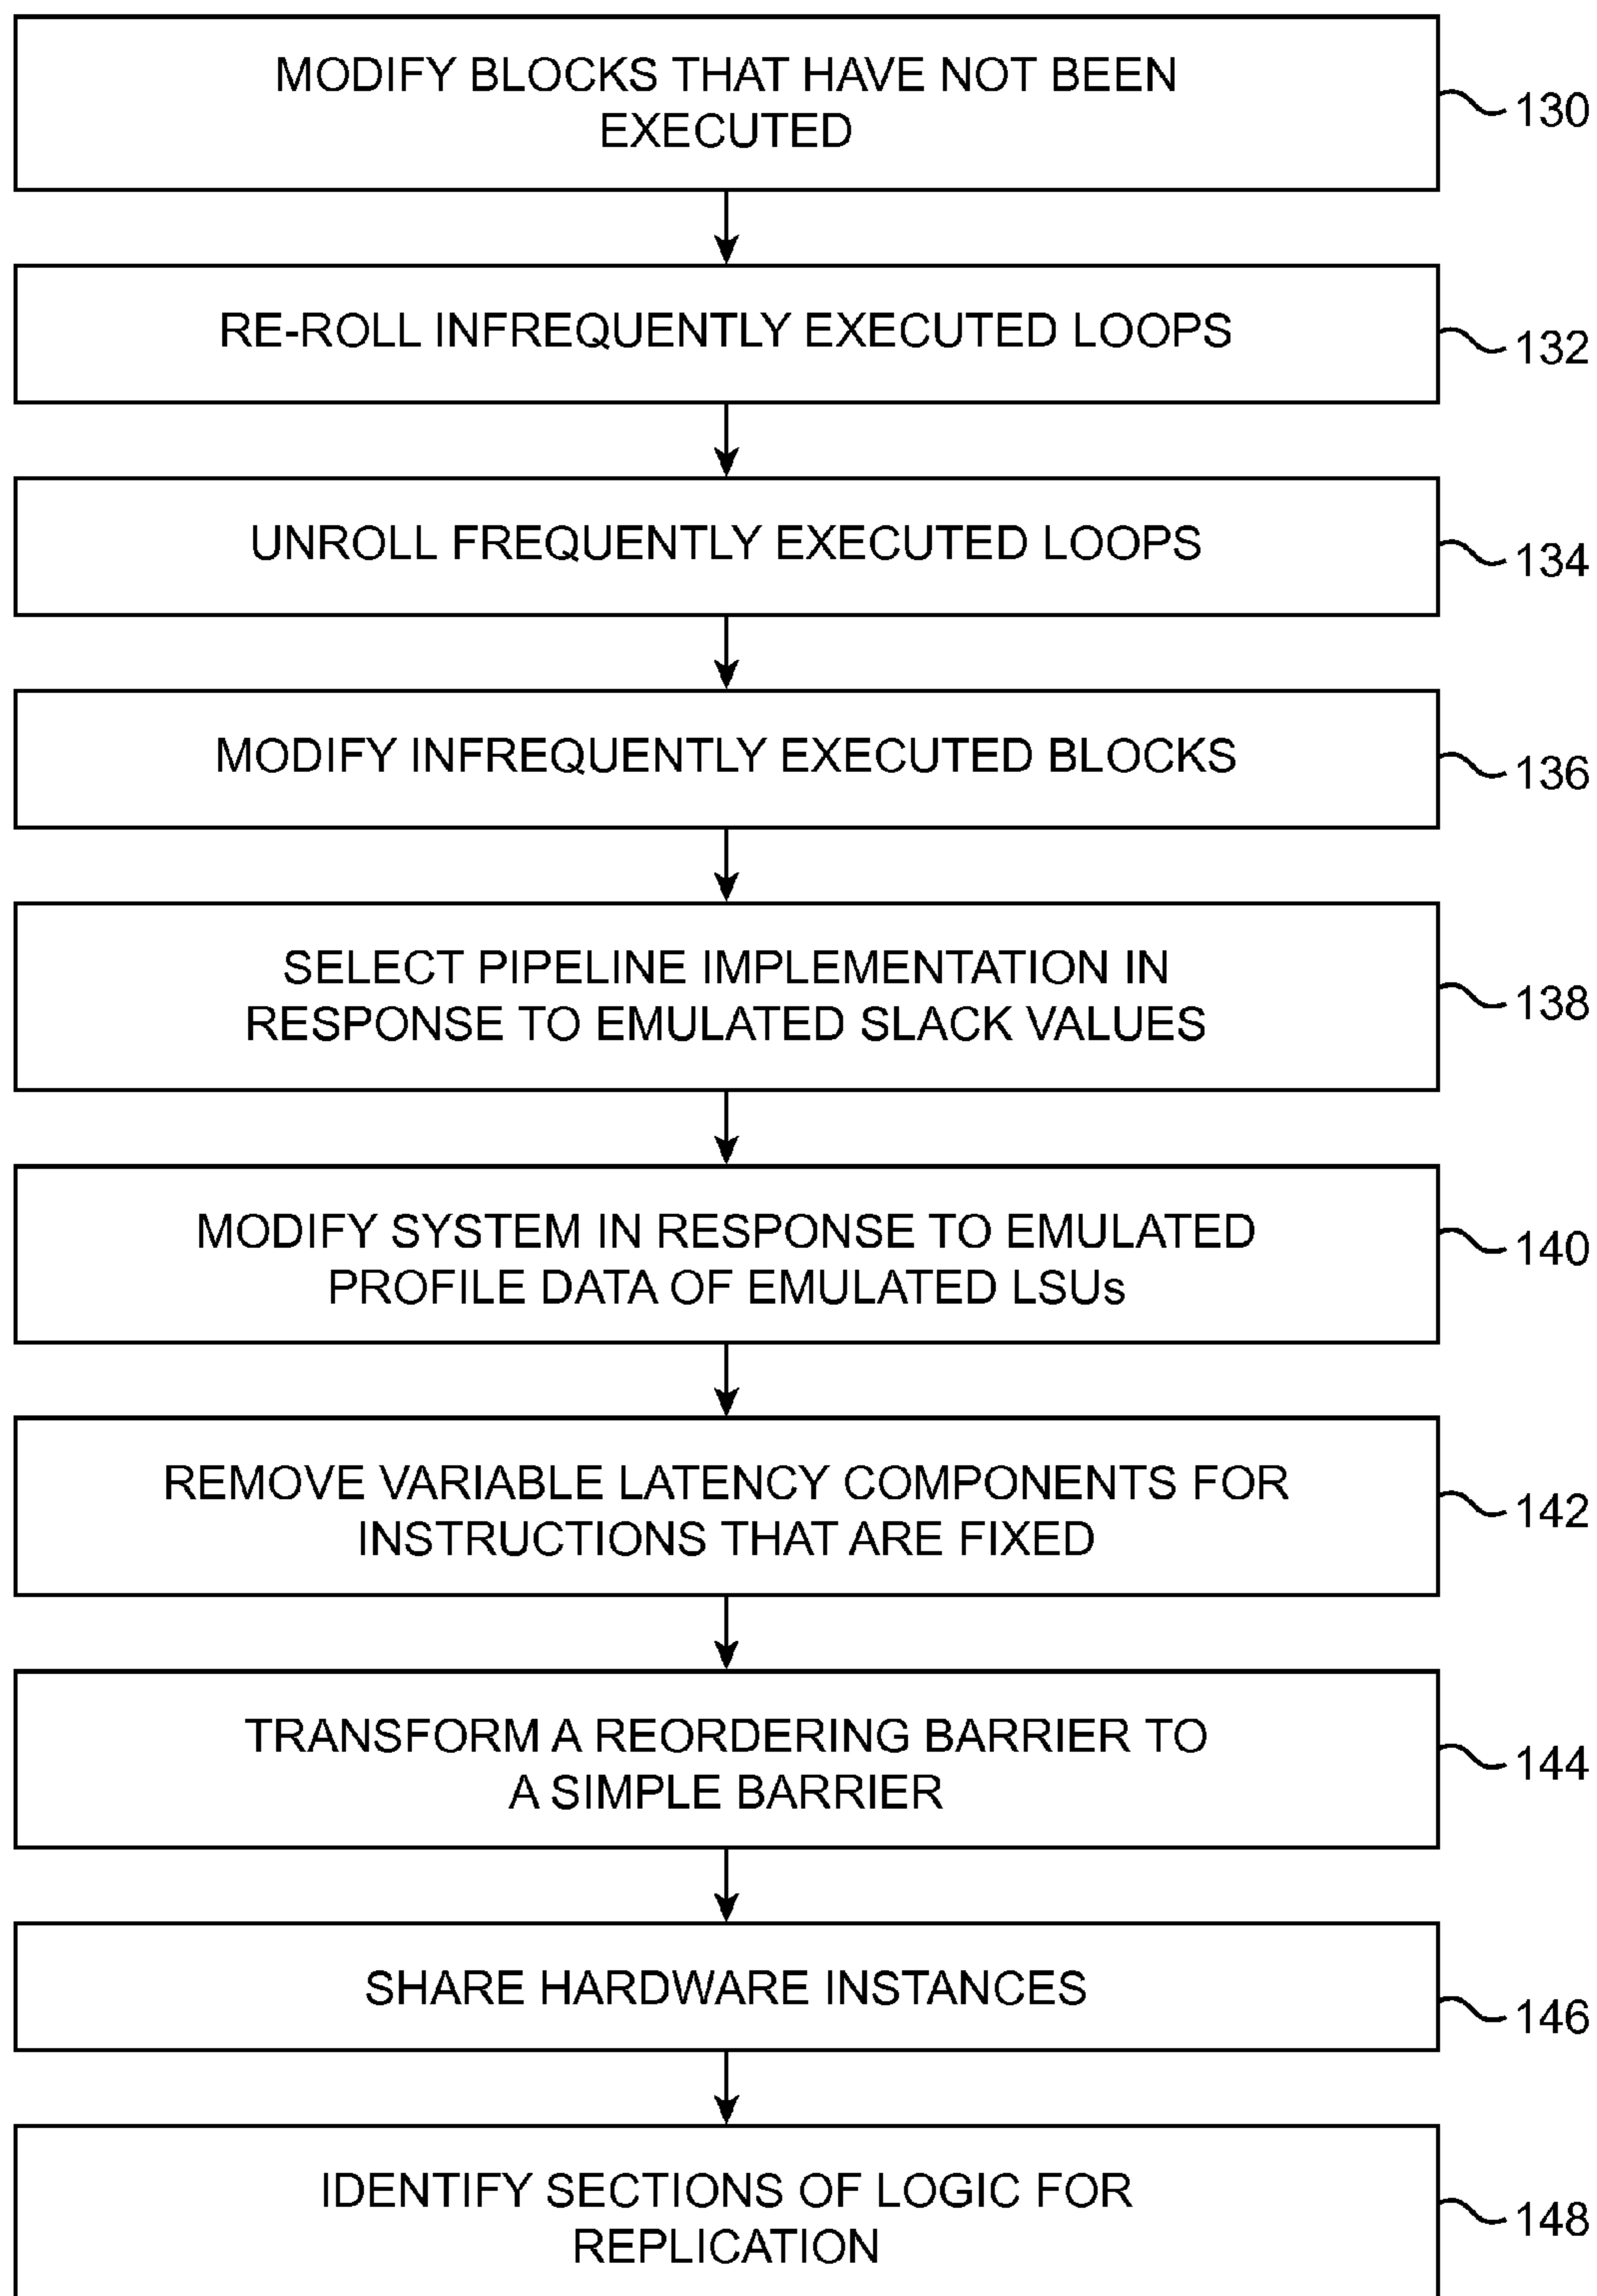 MODIFY BLOCKS THAT HAVE NOT BEEN
EXECUTED
130
RE-ROLL INFREQUENTLY EXECUTED LOOPS
132
UNROLL FREQUENTLY EXECUTED LOOPS
134
MODIFY INFREQUENTLY EXECUTED BLOCKS
136
SELECT PIPELINE IMPLEMENTATION IN
RESPONSE TO EMULATED SLACK VALUES
138
MODIFY SYSTEM IN RESPONSE TO EMULATED
PROFILE DATA OF EMULATED LSUs
140
REMOVE VARIABLE LATENCY COMPONENTS FOR
INSTRUCTIONS THAT ARE FIXED
142
TRANSFORM A REORDERING BARRIER TO
A SIMPLE BARRIER
144
SHARE HARDWARE INSTANCES
146
IDENTIFY SECTIONS OF LOGIC FOR
REPLICATION
148